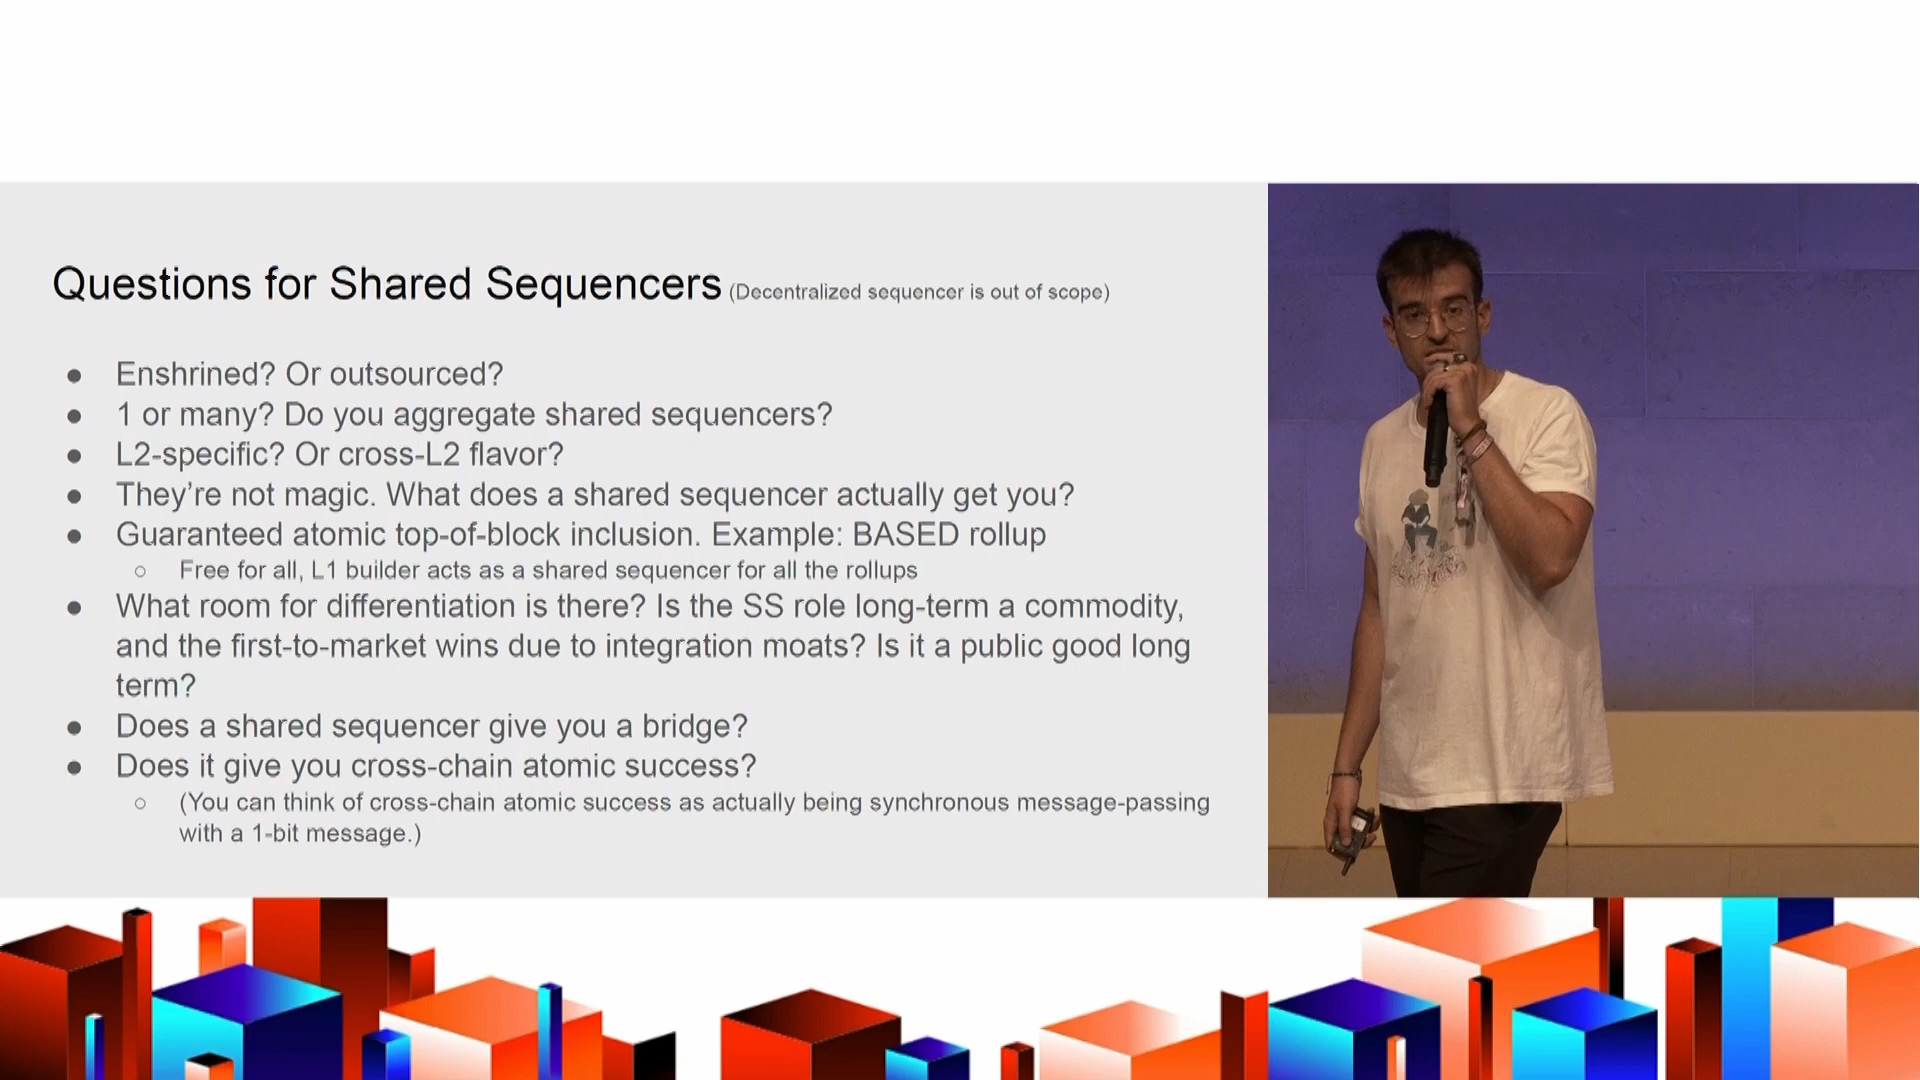 Questions for Shared Sequencers (Decentralized sequencer is out of scope)
● Enshrined? Or outsourced?
● 1 or many? Do you aggregate shared sequencers?
● L2-specific? Or cross-L2 flavor?
● They’re not magic. What does a shared sequencer actually get you?
● Guaranteed atomic top-of-block inclusion. Example: BASED rollup
○ Free for all, L1 builder acts as a shared sequencer for all the rollups
● What room for differentiation is there? Is the SS role long-term a commodity,
and the first-to-market wins due to integration moats? Is it a public good long
term?
● Does a shared sequencer give you a bridge?
● Does it give you cross-chain atomic success?
○ (You can think of cross-chain atomic success as actually being synchronous message-passing
with a 1-bit message.)